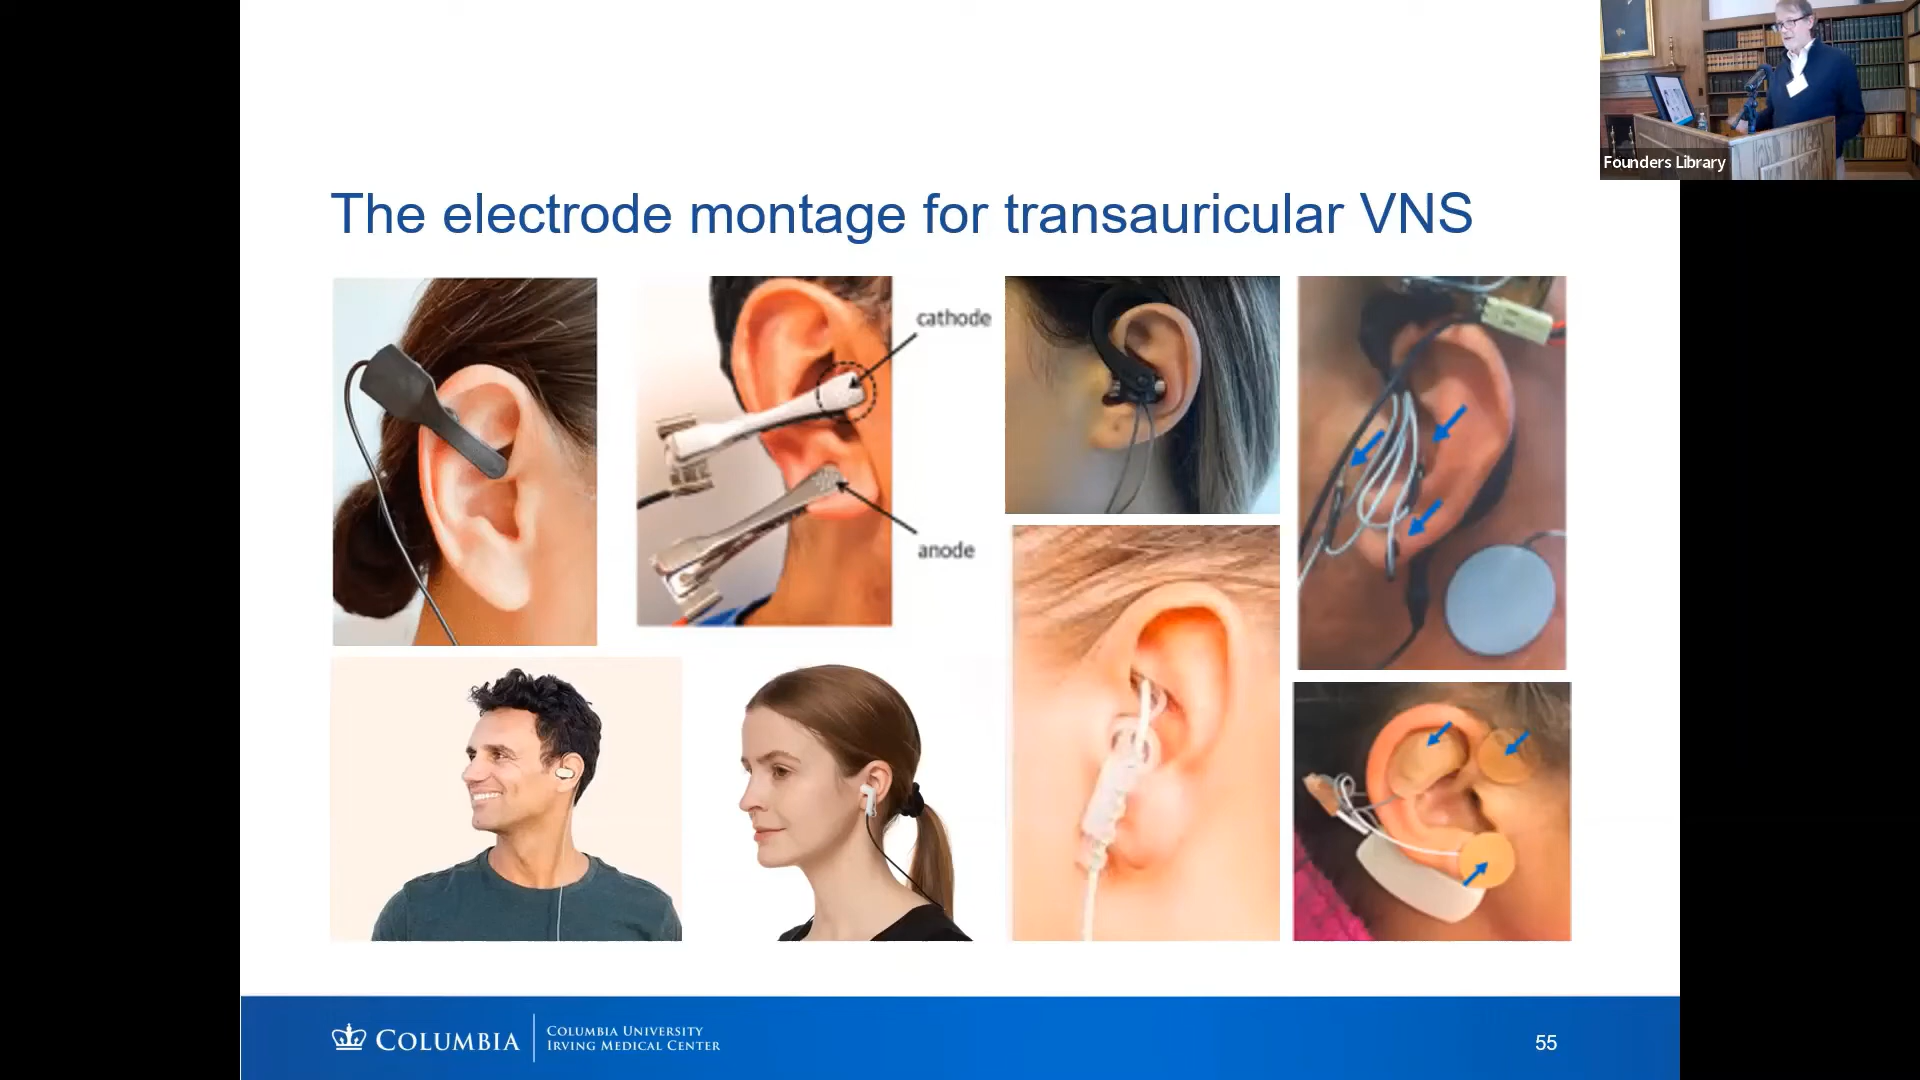 Founders Library
The electrode montage for transauricular VNS
cathode
anode
COLUMBIA
COLUMBIA UNIVERSITY
IRVING MEDICAL CENTER
55